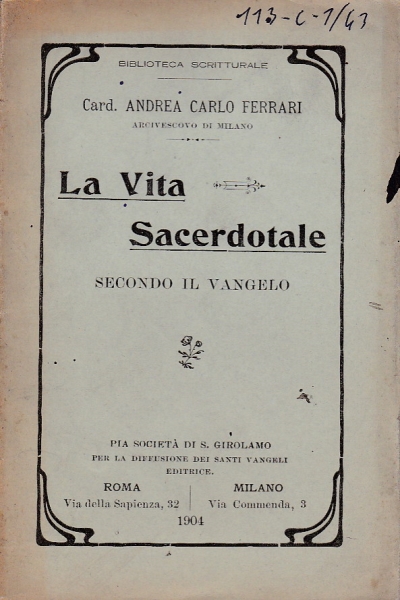 113-C-1/43
BIBLIOTECA SCRITTURALE
Card. ANDREA CARLO FERRARI
ARCIVESCOVO DI MILANO
La Vita
Sacerdotale
SECONDO IL VANGELO
PIA SOCIETÀ DI S. GIROLAMO
PER LA DIFFUSIONE DEI SANTI VANGELI
EDITRICE.
ROMA MILANO
Via della Sapienza, 32 Via Commenda, 3
1904